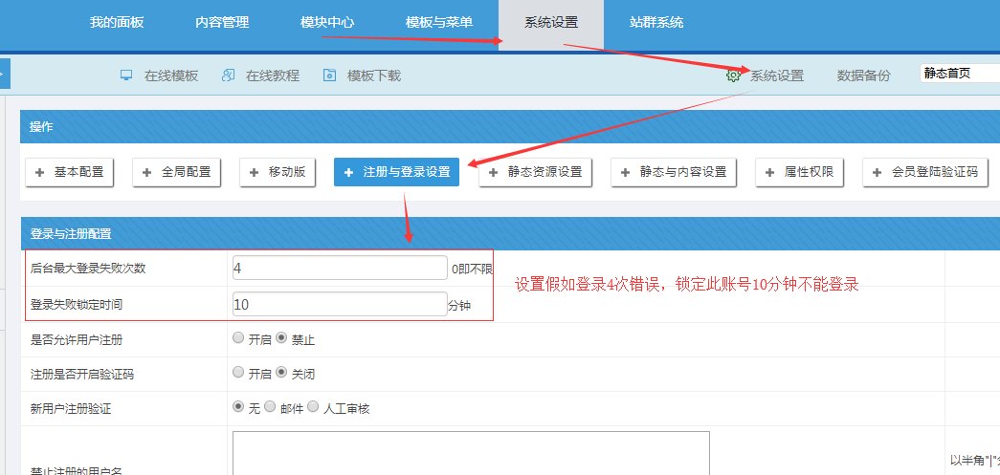 我的面板 内容管理 模块中心 模板与菜单 系统设置 站群系统
在线模板 在线教程 模板下载 系统设置 数据备份 静态首页
操作
+ 基本配置 + 全局配置 + 移动版 + 注册与登录设置 + 静态资源设置 + 静态与内容设置 + 属性权限 + 会员登陆验证码
登录与注册配置
后台最大登录失败次数 4 0即不限
设置假如登录4次错误，锁定此账号10分钟不能登录
登录失败锁定时间 10 分钟
是否允许用户注册 开启 禁止
注册是否开启验证码 开启 关闭
新用户注册验证 无 邮件 人工审核
禁止注册的用户名 以半角"|"